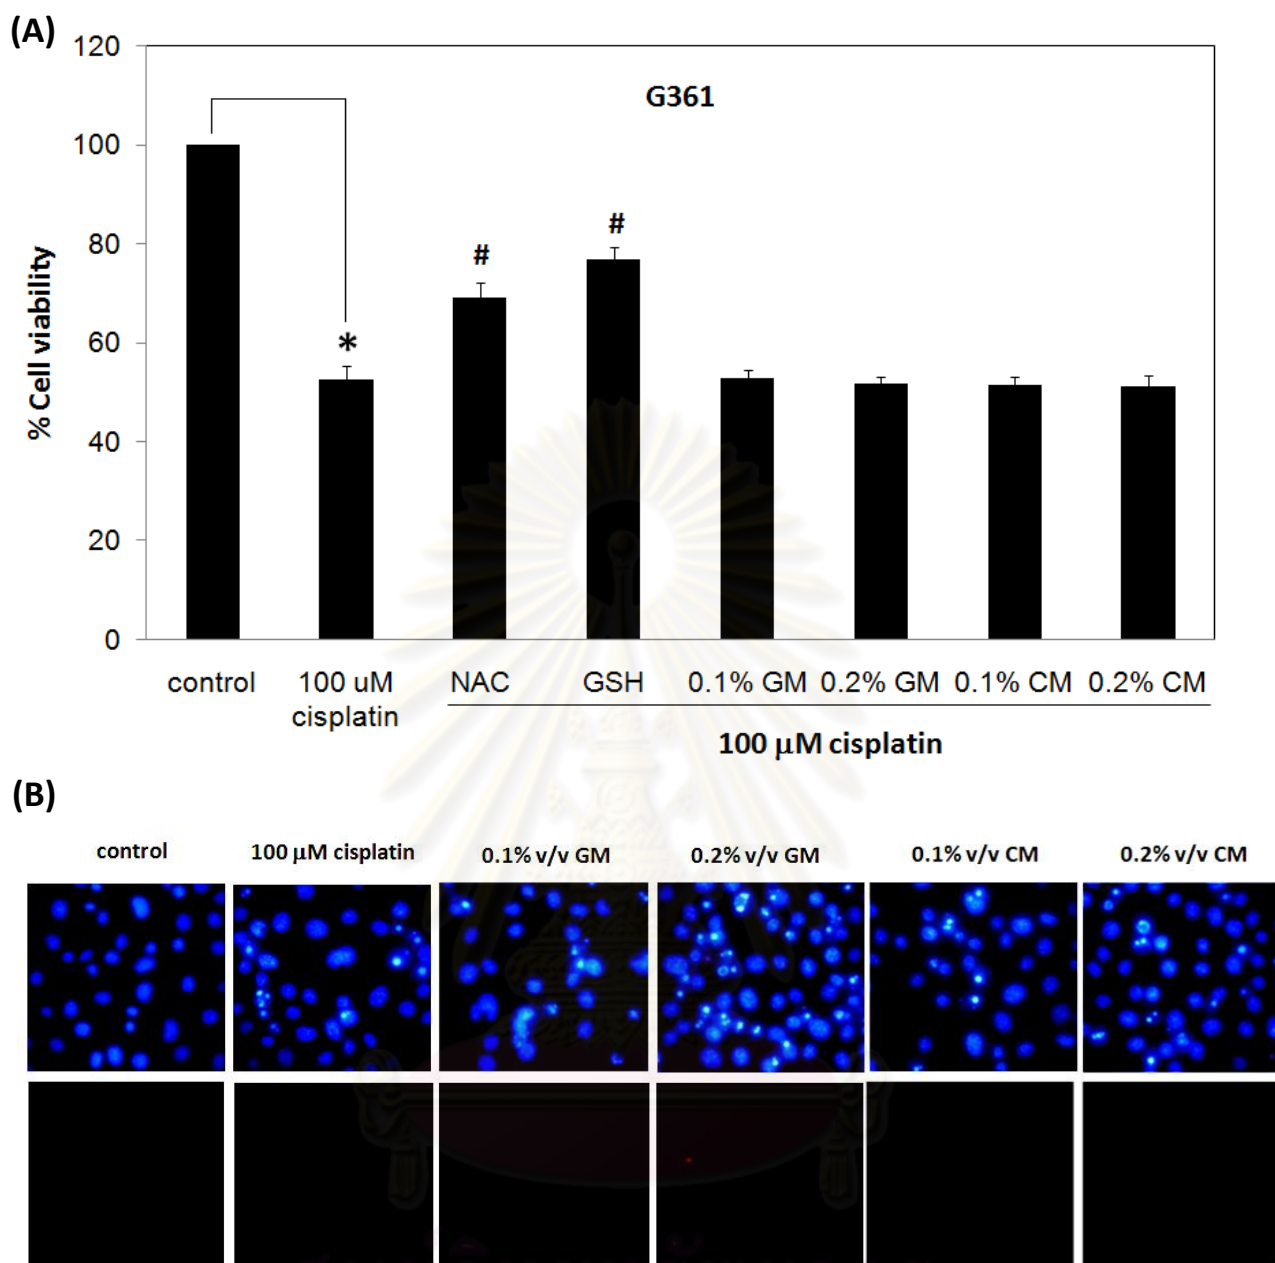 (A)
120
G361
100
80
60
40
20
0
% Cell viability
#
#
*
control
100 uM
cisplatin
NAC
GSH
0.1% GM
0.2% GM
0.1% CM
0.2% CM
100 μM cisplatin
(B)
control
100 μM cisplatin
0.1% v/v GM
0.2% v/v GM
0.1% v/v CM
0.2% v/v CM